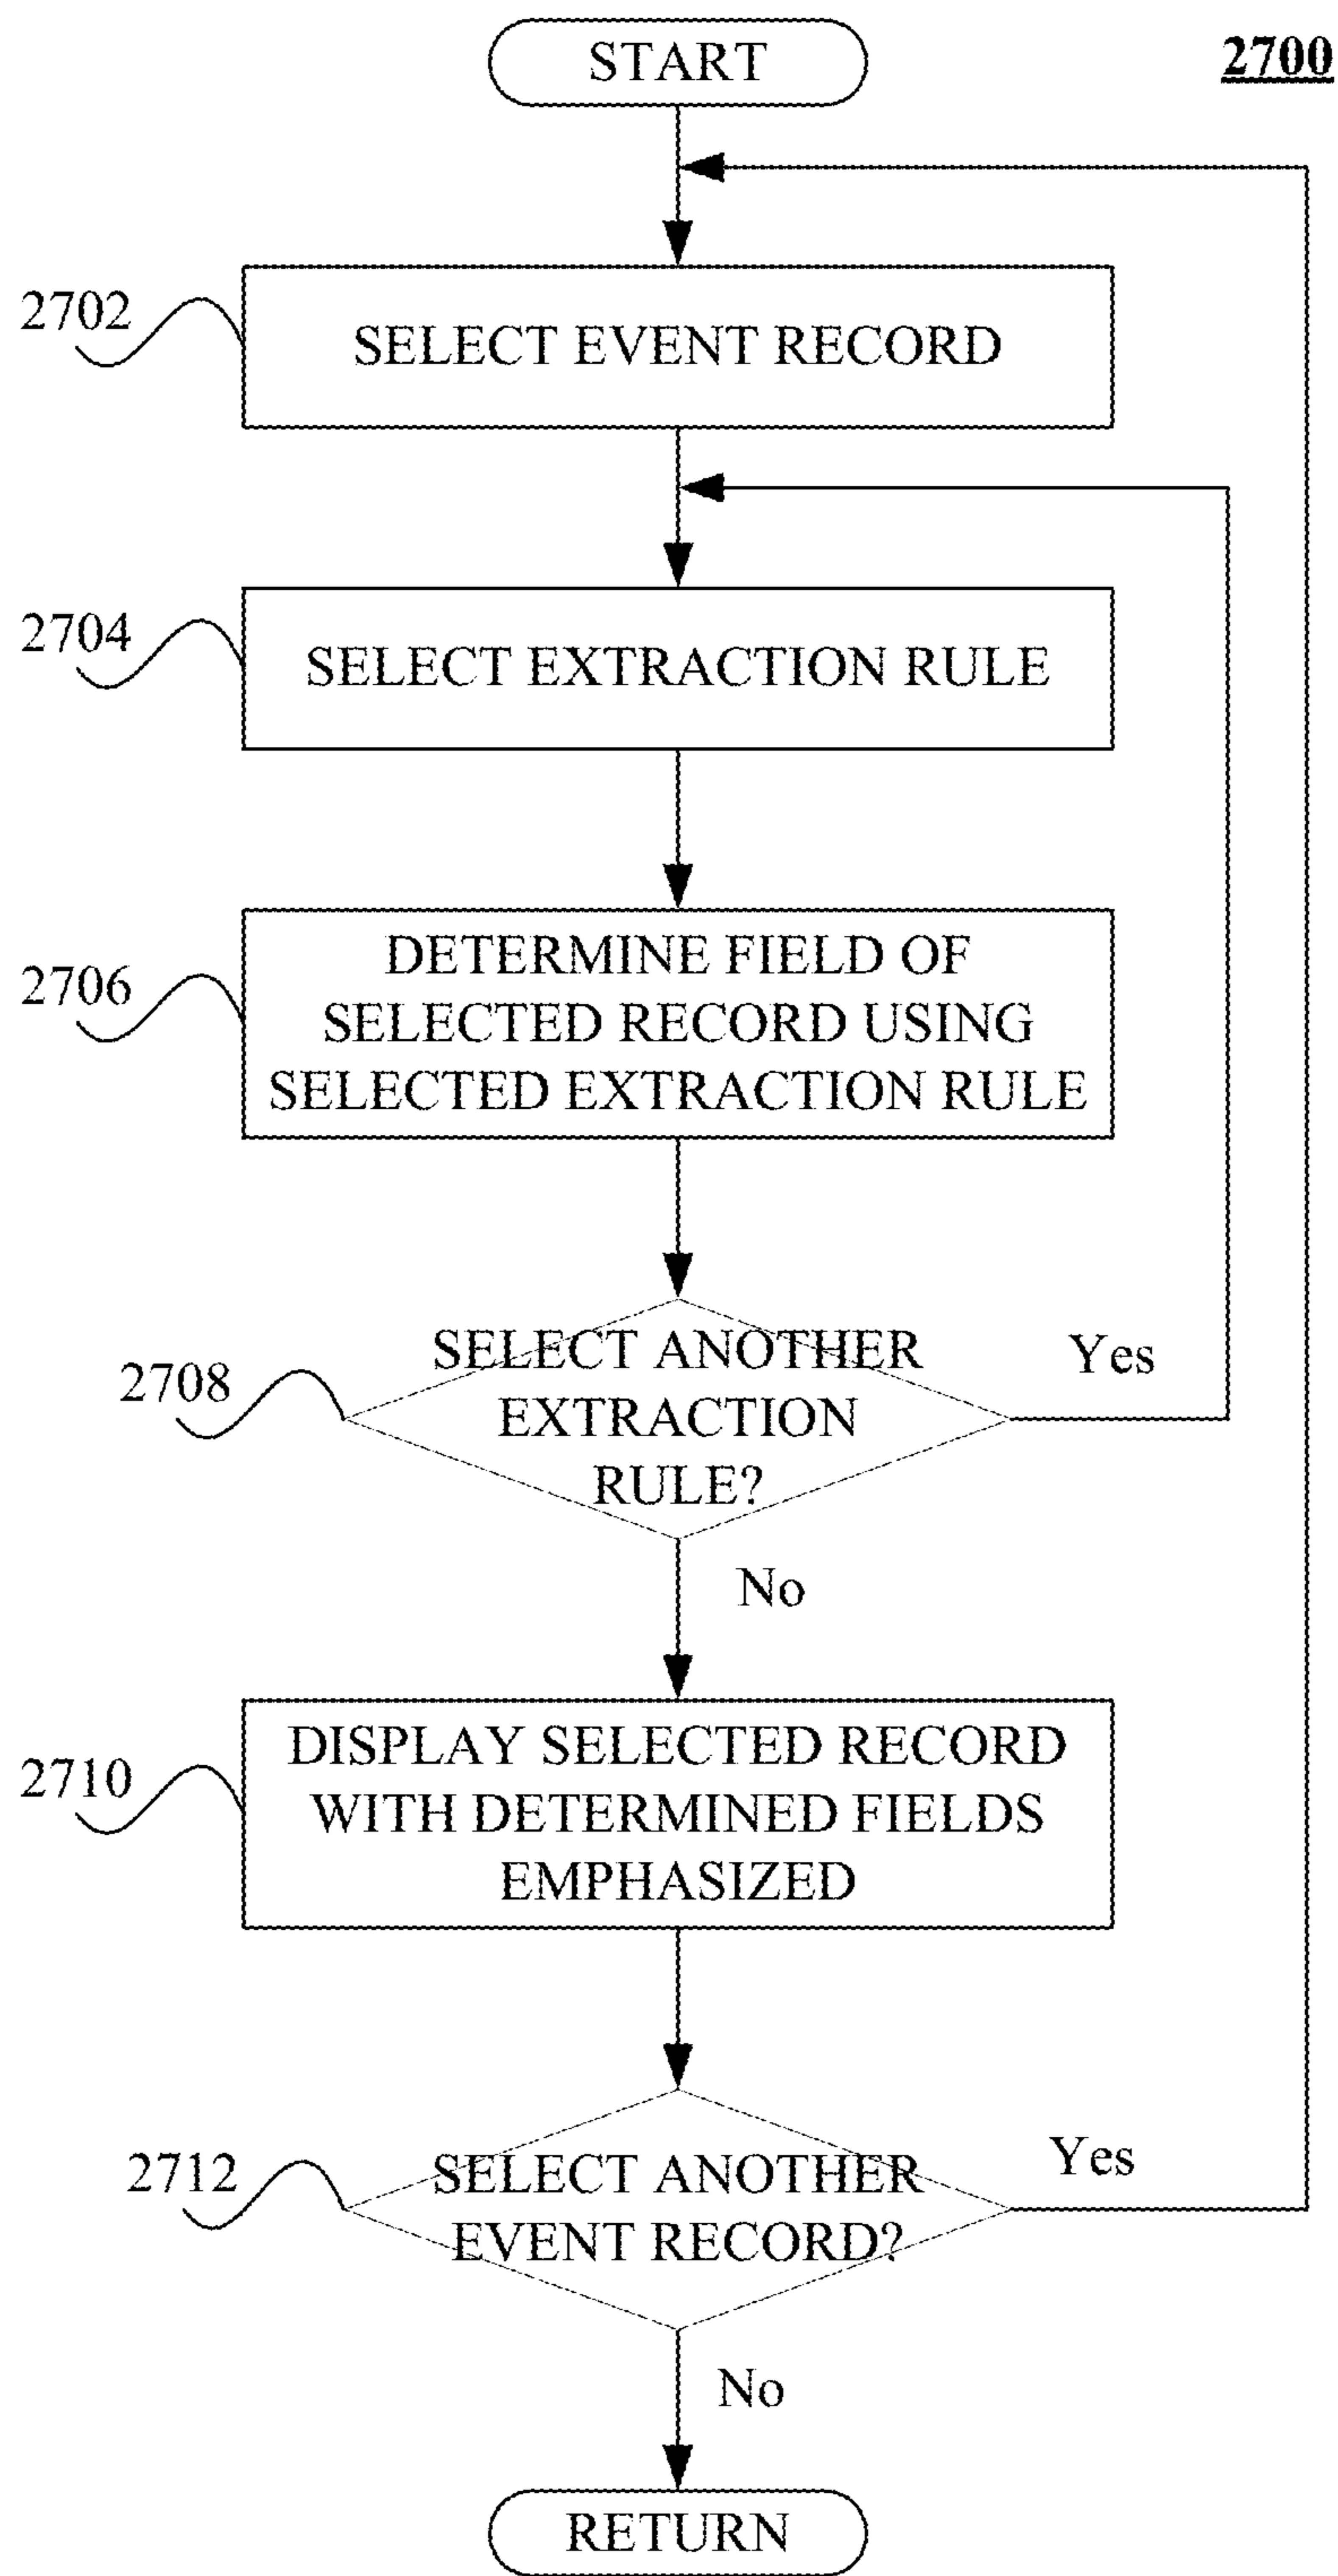 START
2700
2702
SELECT EVENT RECORD
2704
SELECT EXTRACTION RULE
2706
DETERMINE FIELD OF
SELECTED RECORD USING
SELECTED EXTRACTION RULE
2708
SELECT ANOTHER
EXTRACTION
RULE?
Yes
No
2710
DISPLAY SELECTED RECORD
WITH DETERMINED FIELDS
EMPHASIZED
2712
SELECT ANOTHER
EVENT RECORD?
Yes
No
RETURN